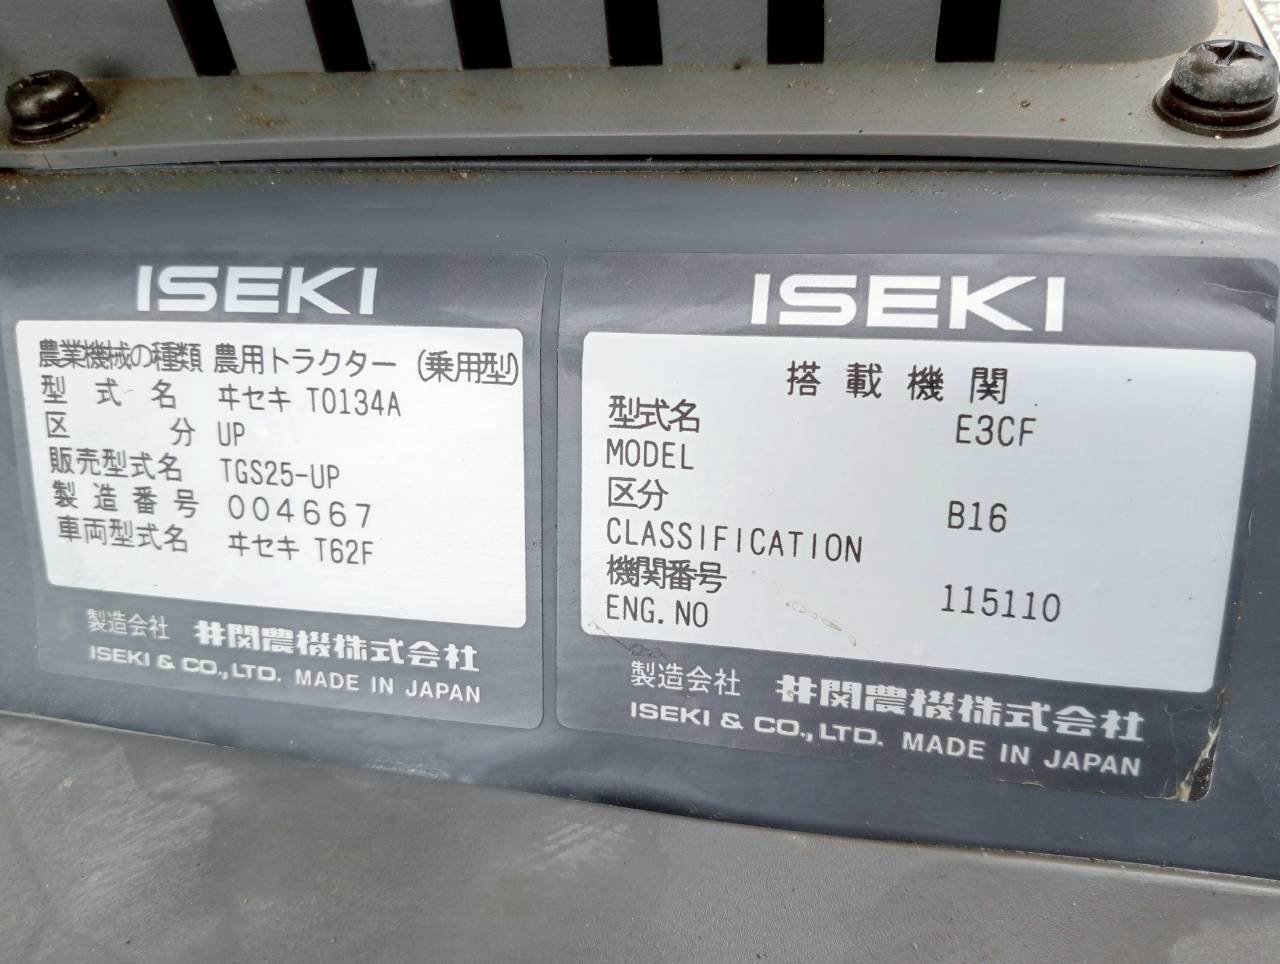 ISEKI
農業機械の種類 農用トラクター(乗用型)
型式名 ヰセキ T0134A
区分 UP
販売型式名 TGS25-UP
製造番号 004667
車両型式名 ヰセキ T62F
製造会社 井関農機株式会社
ISEKI & CO., LTD. MADE IN JAPAN
ISEKI
搭載機関
型式名 E3CF
MODEL
区分 B16
CLASSIFICATION
機関番号 115110
ENG.NO
製造会社 井関農機株式会社
ISEKI & CO., LTD. MADE IN JAPAN